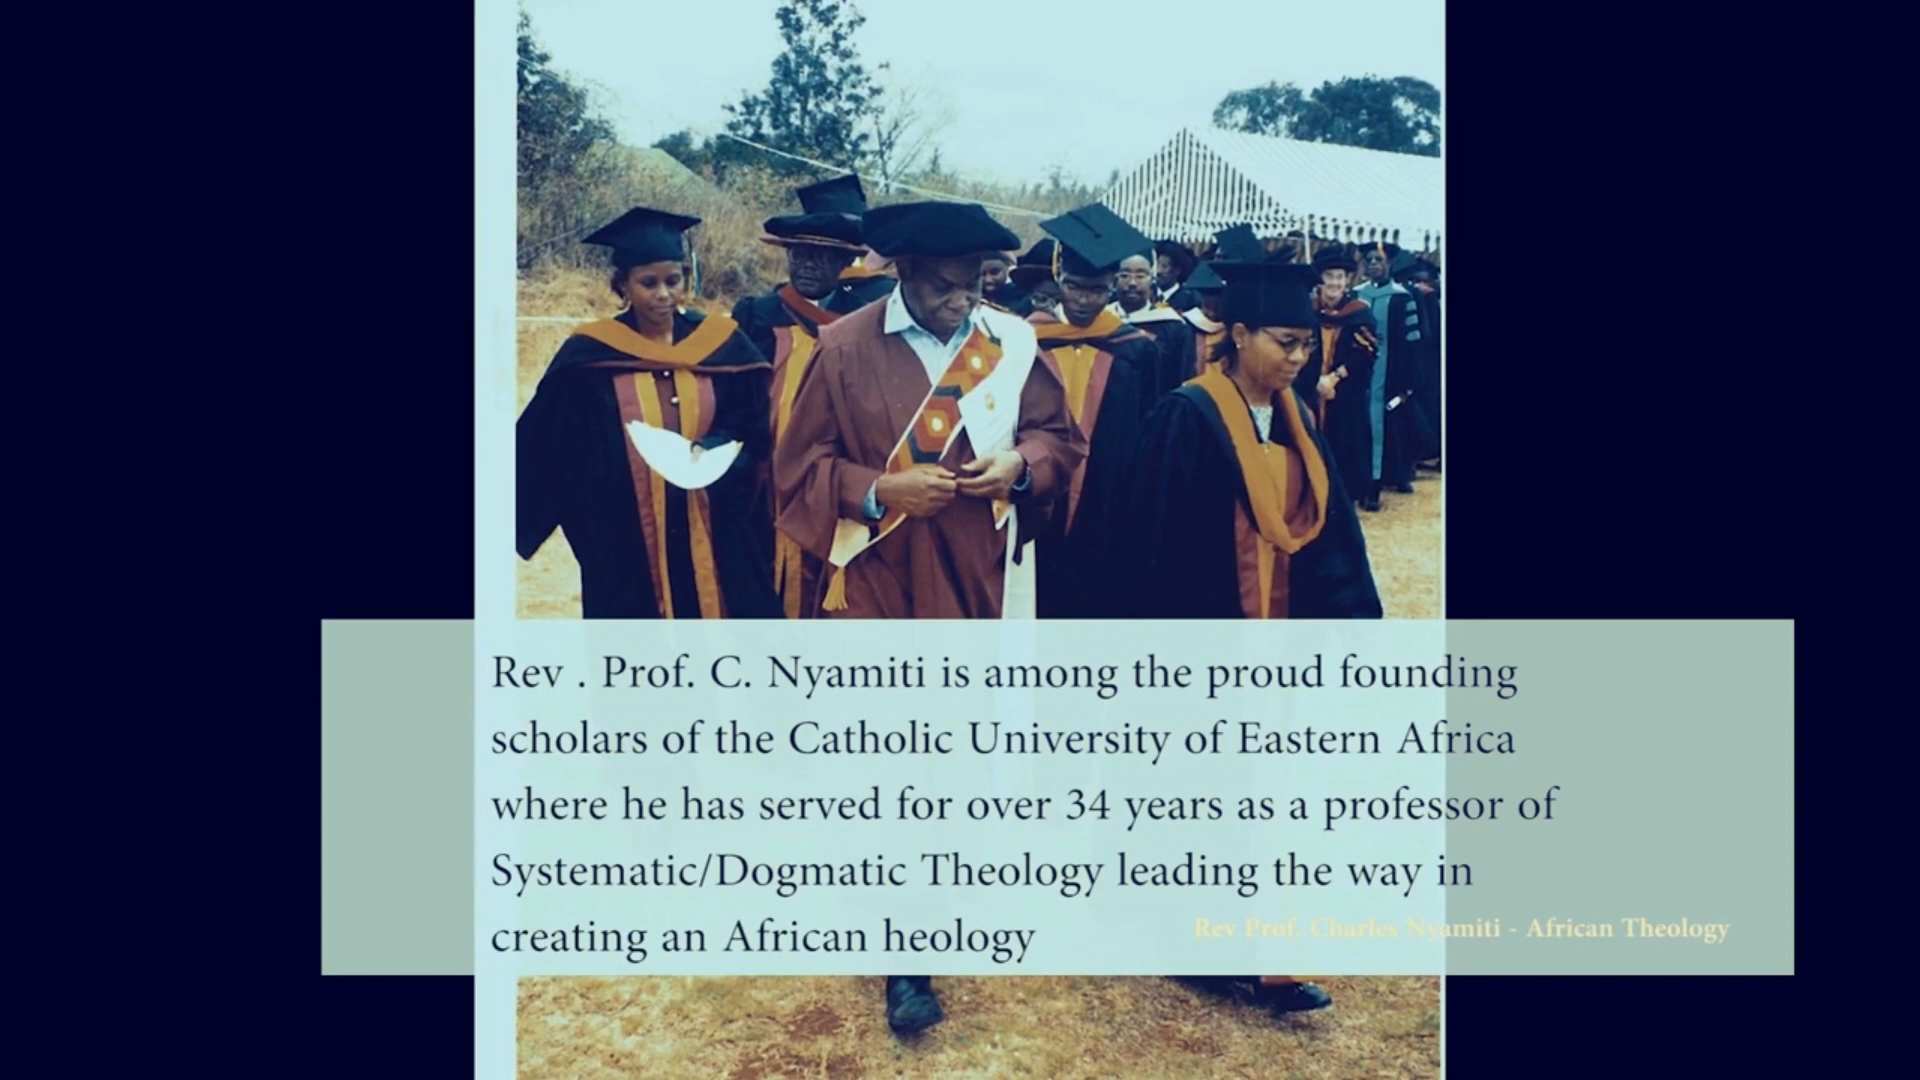 Rev . Prof. C. Nyamiti is among the proud founding
scholars of the Catholic University of Eastern Africa
where he has served for over 34 years as a professor of
Systematic/Dogmatic Theology leading the way in
creating an African heology
Rev Prof. Charles Nyamiti - African Theology